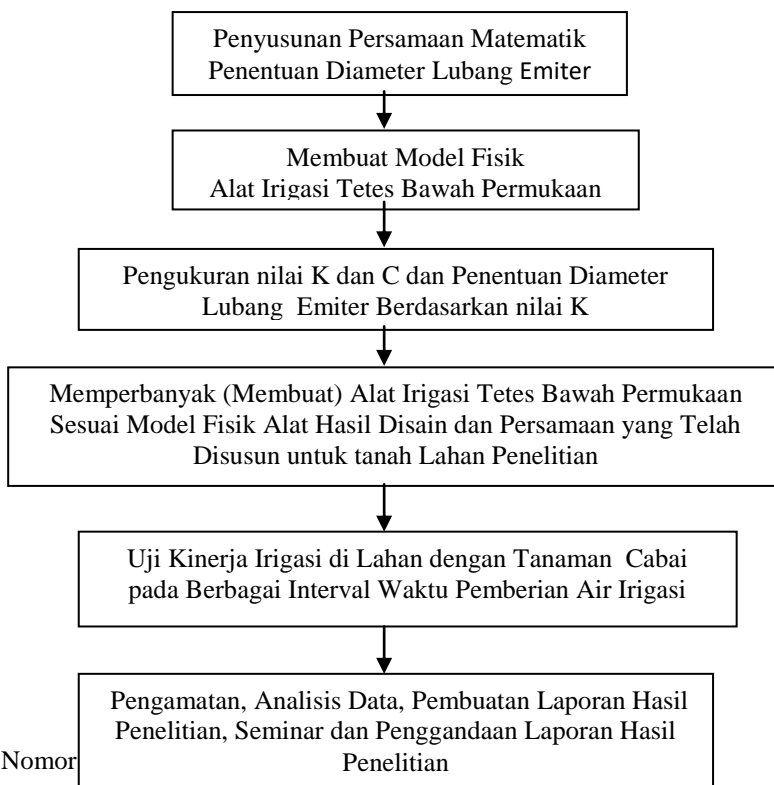 Penyusunan Persamaan Matematik
Penentuan Diameter Lubang Emiter
Membuat Model Fisik
Alat Irigasi Tetes Bawah Permukaan
Pengukuran nilai K dan C dan Penentuan Diameter
Lubang Emiter Berdasarkan nilai K
Memperbanyak (Membuat) Alat Irigasi Tetes Bawah Permukaan
Sesuai Model Fisik Alat Hasil Disain dan Persamaan yang Telah
Disusun untuk tanah Lahan Penelitian
Uji Kinerja Irigasi di Lahan dengan Tanaman Cabai
pada Berbagai Interval Waktu Pemberian Air Irigasi
Pengamatan, Analisis Data, Pembuatan Laporan Hasil
Penelitian, Seminar dan Penggandaan Laporan Hasil
Penelitian
Nomor